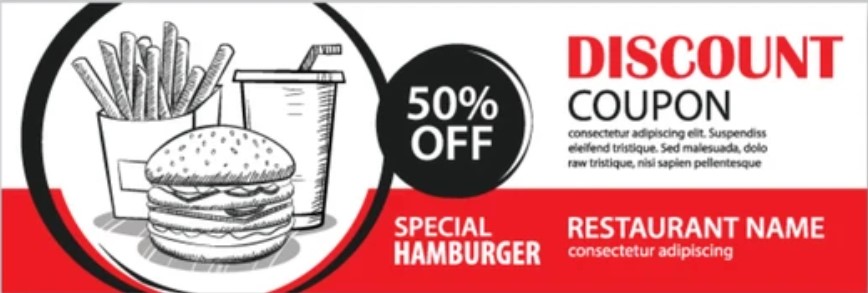 50%
OFF
DISCOUNT
COUPON
consectetur adipiscing elit. Suspendiss
eleifend tristique. Sed malesuada, dolo
raw tristique, nisi sapien pellentesque
SPECIAL
HAMBURGER
RESTAURANT NAME
consectetur adipiscing